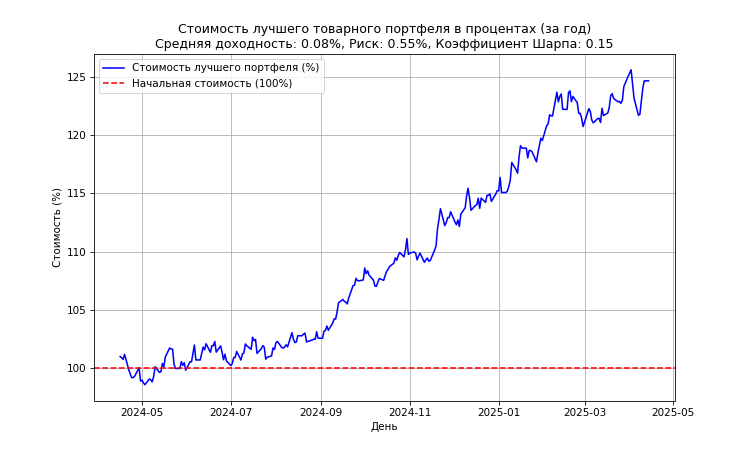 Стоимость лучшего товарного портфеля в процентах (за год)
Средняя доходность: 0.08%, Риск: 0.55%, Коэффициент Шарпа: 0.15
Стоимость лучшего портфеля (%)
Начальная стоимость (100%)
Стоимость (%)
125
120
115
110
105
100
2024-05
2024-07
2024-09
2024-11
2025-01
2025-03
2025-05
День